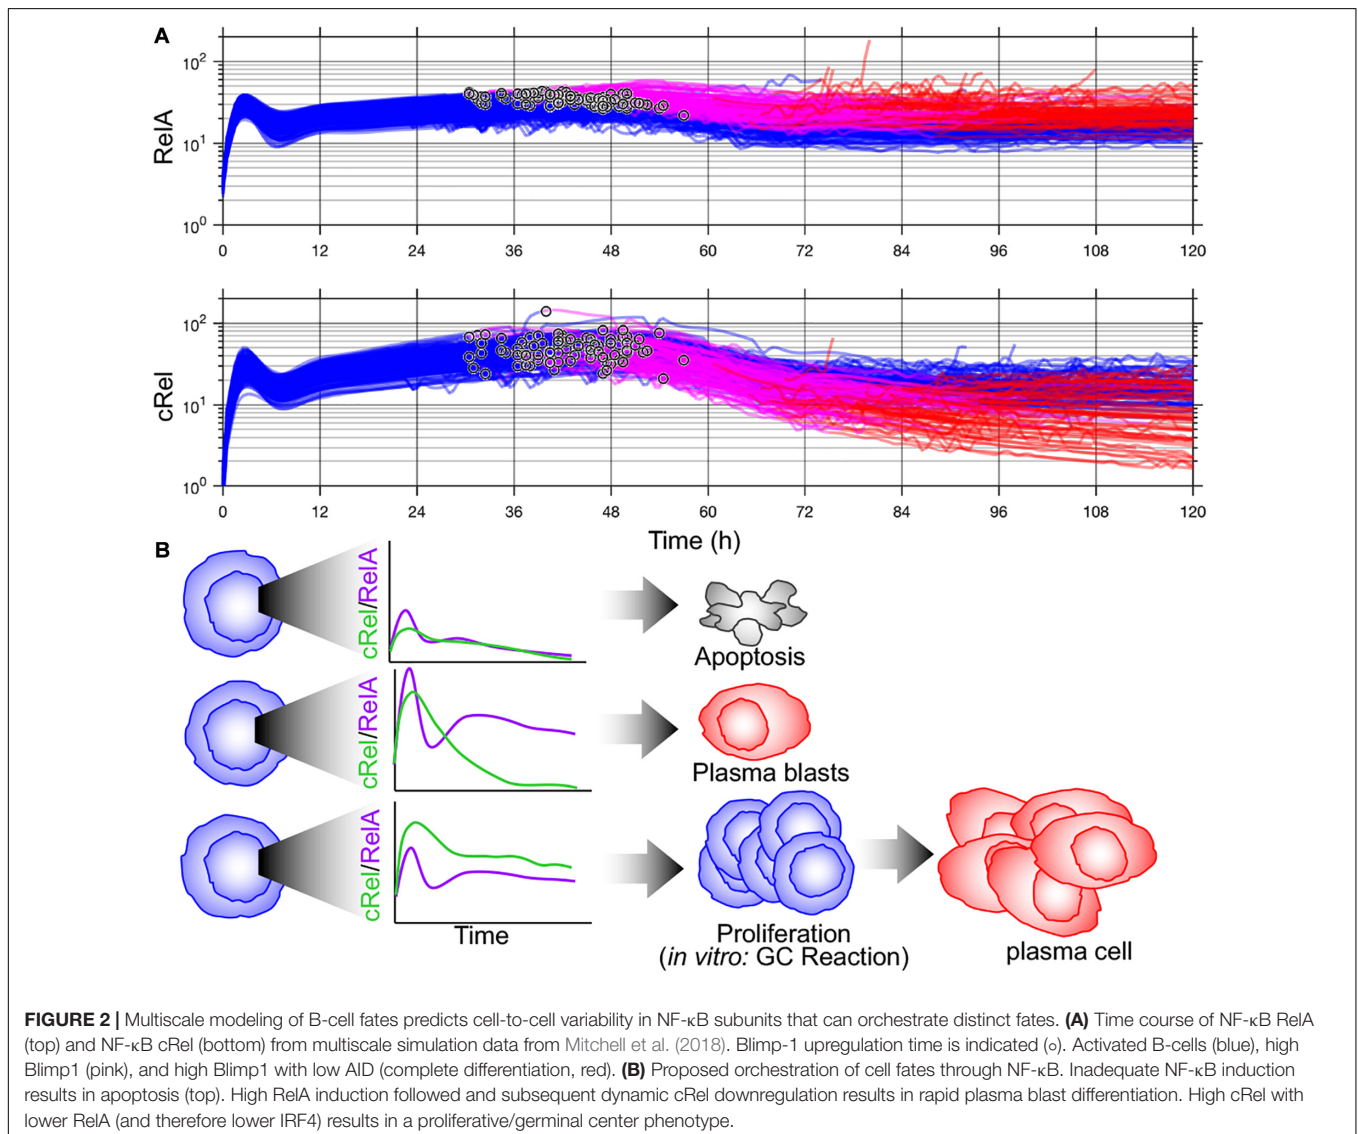 A
10²
10¹
10⁰
RelA
0 12 24 36 48 60 72 84 96 108 120
10²
10¹
10⁰
cRel
0 12 24 36 48 60 72 84 96 108 120
Time (h)
B
cRel/RelA
Apoptosis
cRel/RelA
Plasma blasts
cRel/RelA
Time
Proliferation
(in vitro: GC Reaction)
plasma cell
FIGURE 2 | Multiscale modeling of B-cell fates predicts cell-to-cell variability in NF-κB subunits that can orchestrate distinct fates. (A) Time course of NF-κB RelA
(top) and NF-κB cRel (bottom) from multiscale simulation data from Mitchell et al. (2018). Blimp-1 upregulation time is indicated (∘). Activated B-cells (blue), high
Blimp1 (pink), and high Blimp1 with low AID (complete differentiation, red). (B) Proposed orchestration of cell fates through NF-κB. Inadequate NF-κB induction
results in apoptosis (top). High RelA induction followed and subsequent dynamic cRel downregulation results in rapid plasma blast differentiation. High cRel with
lower RelA (and therefore lower IRF4) results in a proliferative/germinal center phenotype.